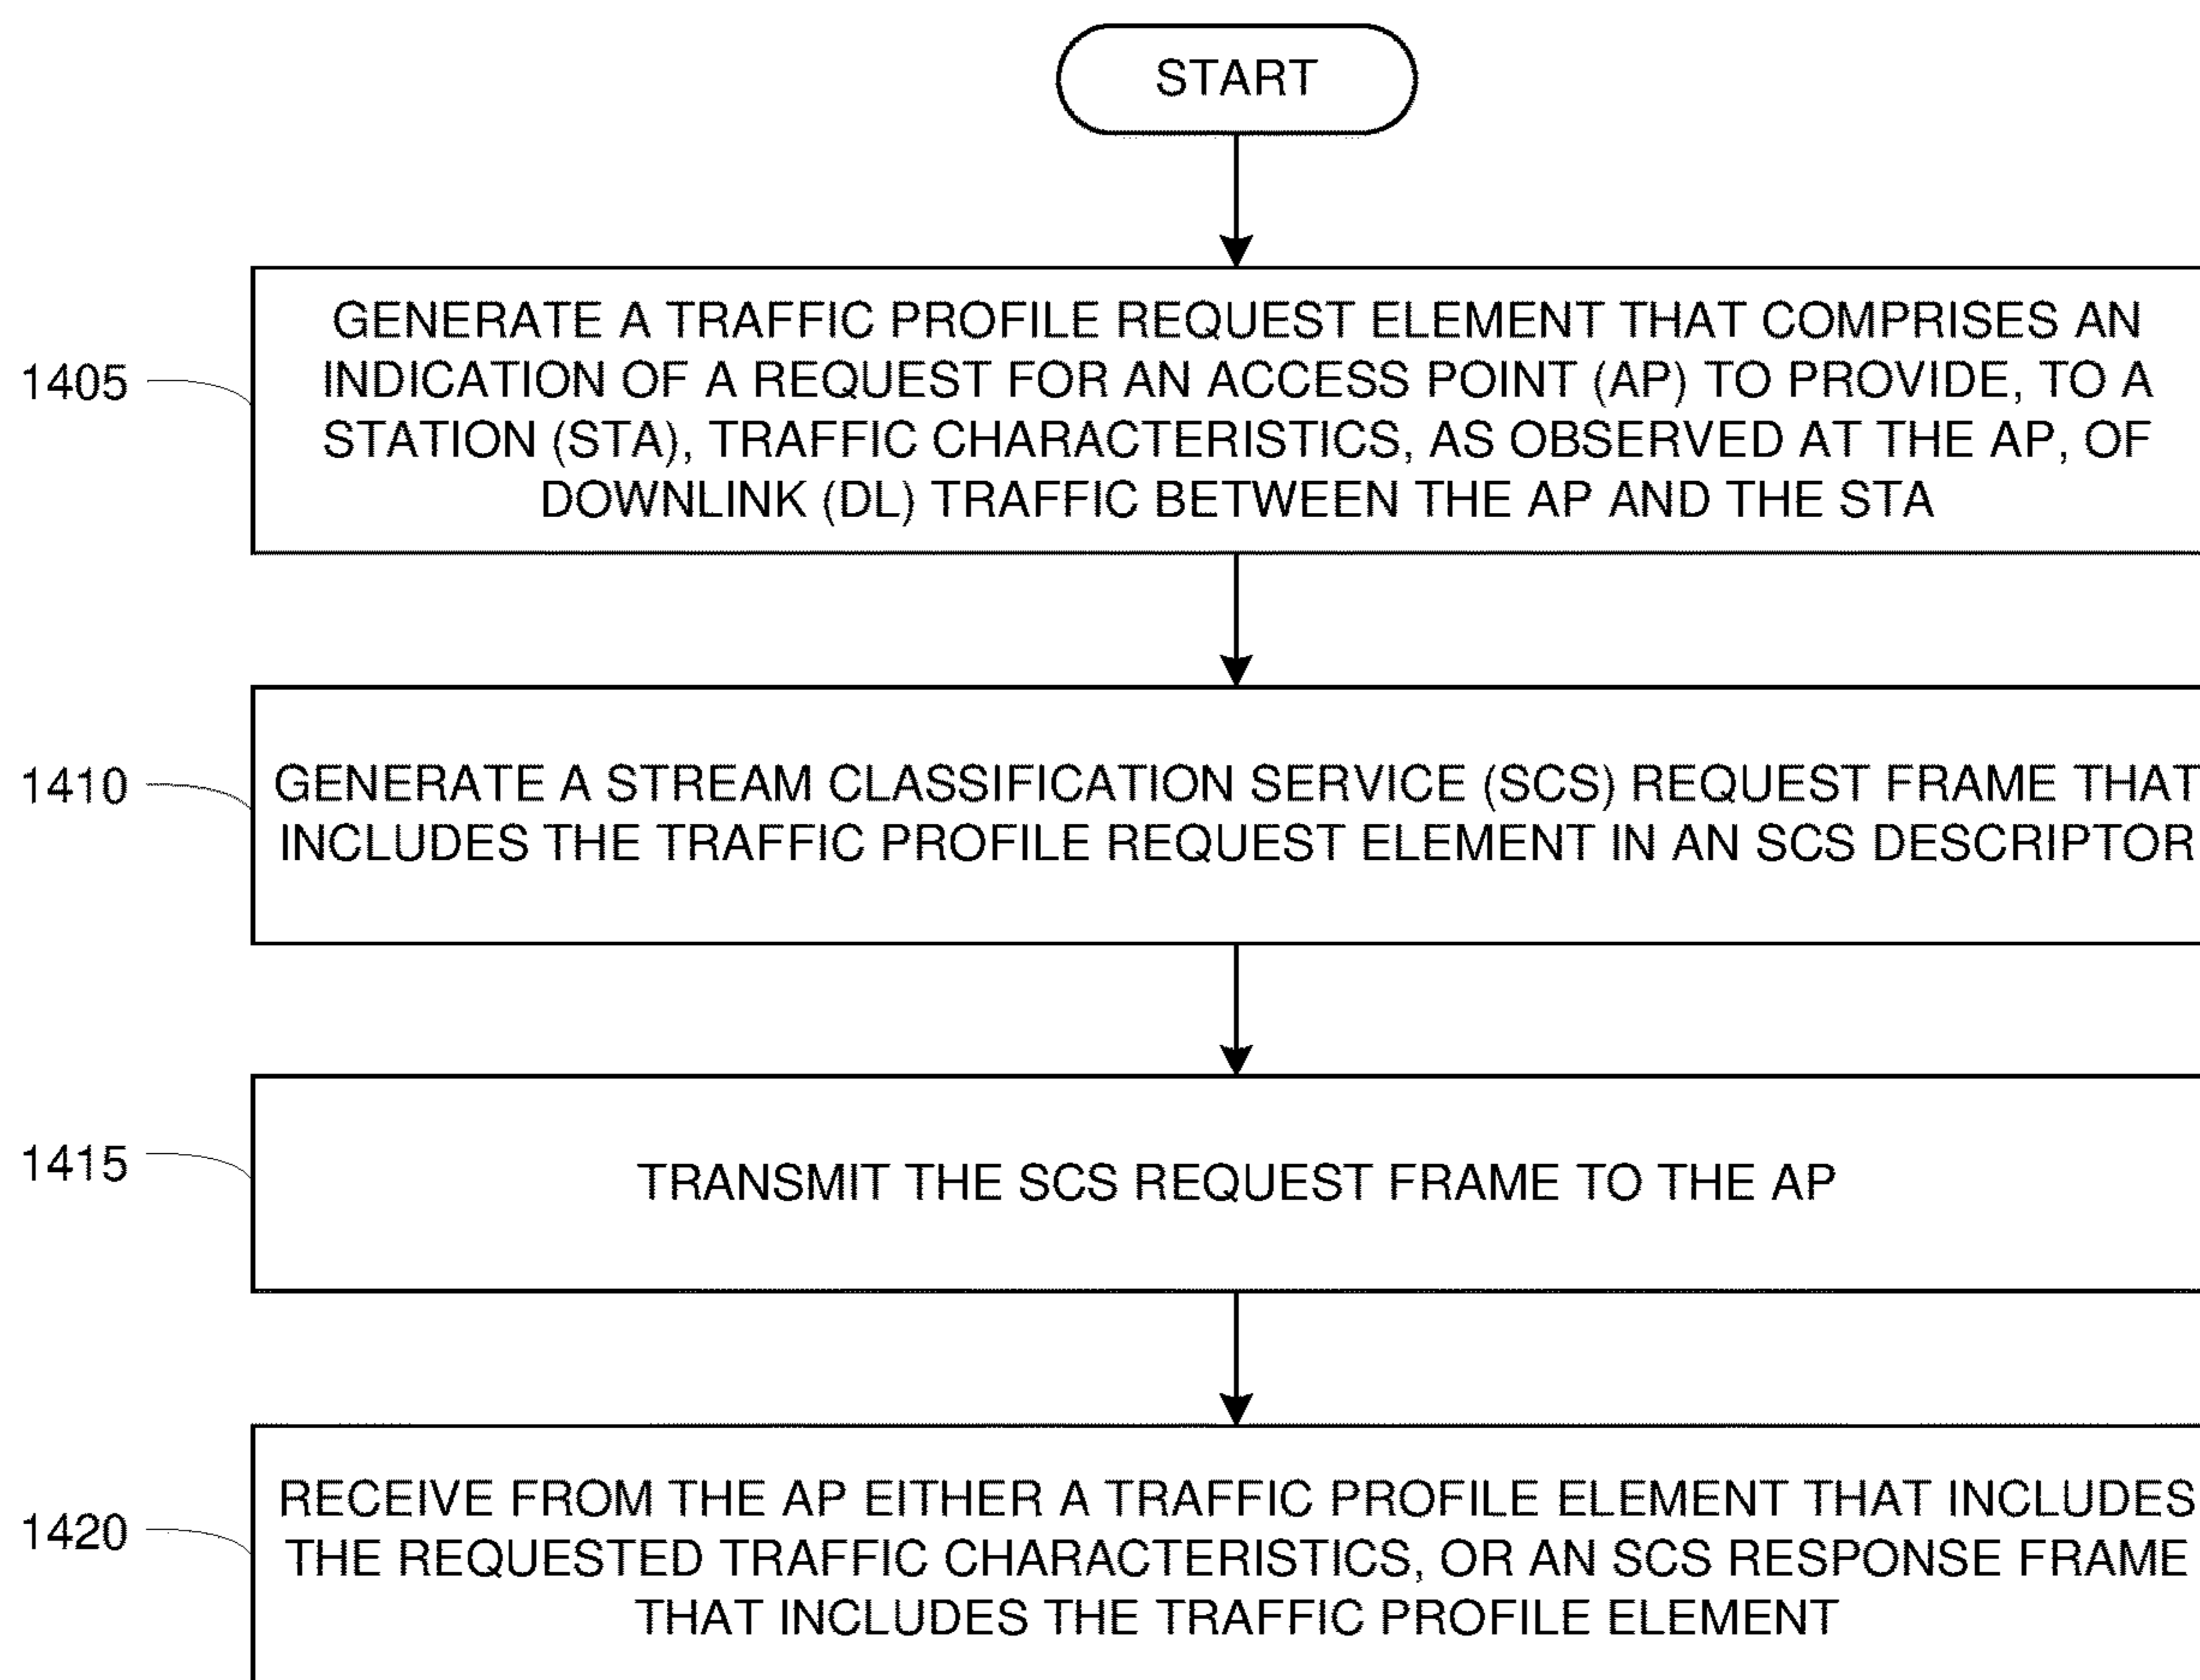 START
1405
GENERATE A TRAFFIC PROFILE REQUEST ELEMENT THAT COMPRISES AN
INDICATION OF A REQUEST FOR AN ACCESS POINT (AP) TO PROVIDE, TO A
STATION (STA), TRAFFIC CHARACTERISTICS, AS OBSERVED AT THE AP, OF
DOWNLINK (DL) TRAFFIC BETWEEN THE AP AND THE STA
1410
GENERATE A STREAM CLASSIFICATION SERVICE (SCS) REQUEST FRAME THAT
INCLUDES THE TRAFFIC PROFILE REQUEST ELEMENT IN AN SCS DESCRIPTOR
1415
TRANSMIT THE SCS REQUEST FRAME TO THE AP
1420
RECEIVE FROM THE AP EITHER A TRAFFIC PROFILE ELEMENT THAT INCLUDES
THE REQUESTED TRAFFIC CHARACTERISTICS, OR AN SCS RESPONSE FRAME
THAT INCLUDES THE TRAFFIC PROFILE ELEMENT